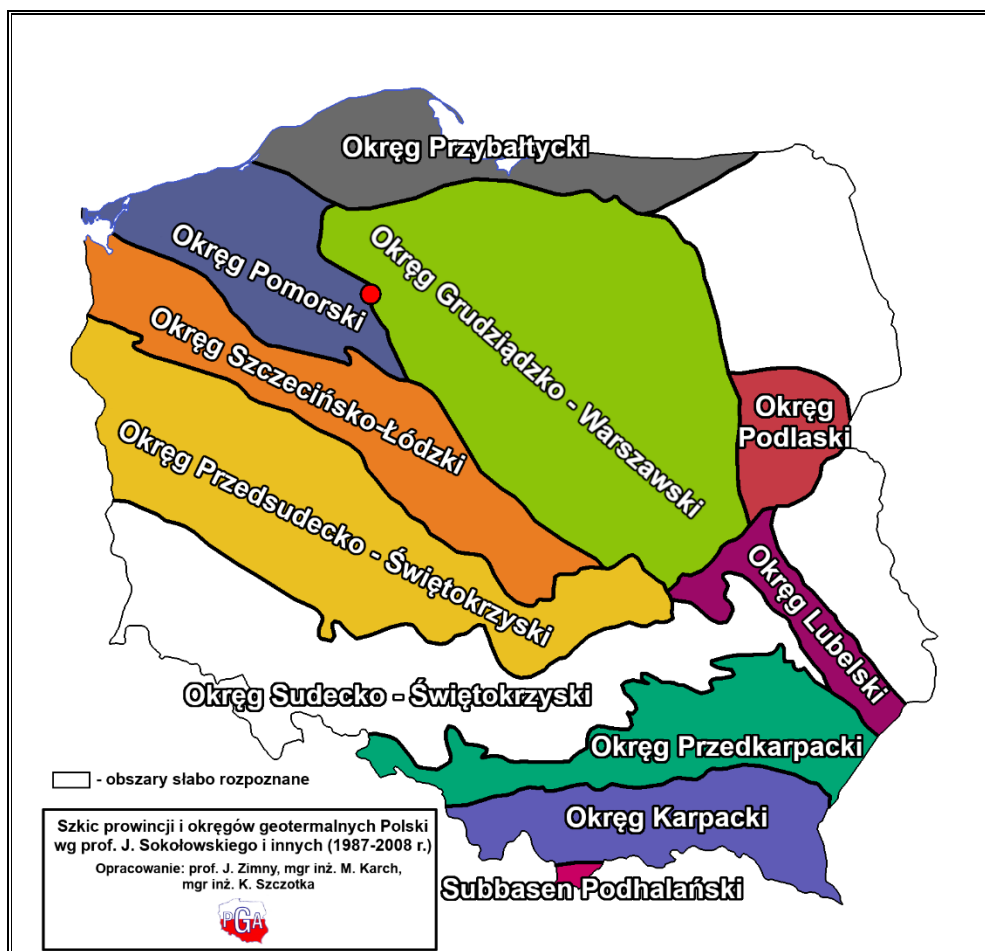 Okręg Przybałtycki
Okręg Pomorski
Okręg Grudziądzko - Warszawski
Okręg Szczecińsko-Łódzki
Okręg
Podlaski
Okręg Przedsudecko - Świętokrzyski
Okręg Lubelski
Okręg Sudecko - Świętokrzyski
Okręg Przedkarpacki
- obszary słabo rozpoznane
Okręg Karpacki
Subbasen Podhalański
Szkic prowincji i okręgów geotermalnych Polski
wg prof. J. Sokołowskiego i innych (1987-2008 r.)
Opracowanie: prof. J. Zimny, mgr inż. M. Karch,
mgr inż. K. Szczotka
PGA